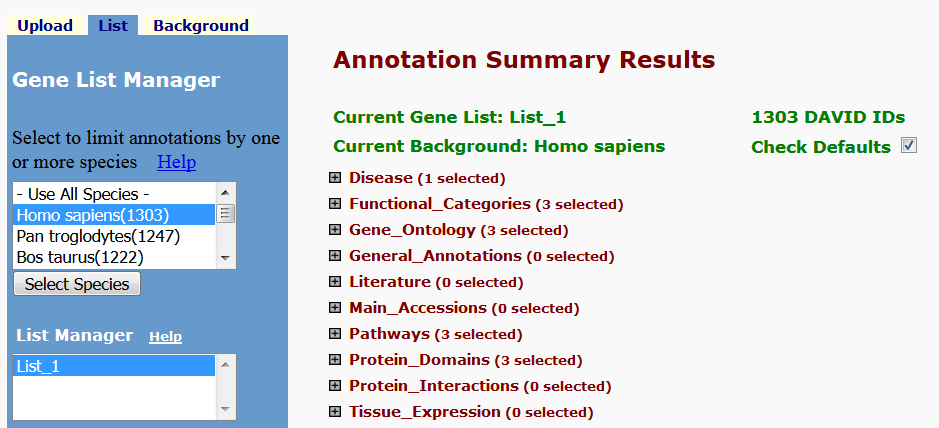 Upload List Background
Gene List Manager
Select to limit annotations by one
or more species Help
- Use All Species -
Homo sapiens(1303)
Pan troglodytes(1247)
Bos taurus(1222)
Select Species
List Manager Help
List_1
Annotation Summary Results
Current Gene List: List_1 1303 DAVID IDs
Current Background: Homo sapiens Check Defaults
Disease (1 selected)
Functional_Categories (3 selected)
Gene_Ontology (3 selected)
General_Annotations (0 selected)
Literature (0 selected)
Main_Accessions (0 selected)
Pathways (3 selected)
Protein_Domains (3 selected)
Protein_Interactions (0 selected)
Tissue_Expression (0 selected)